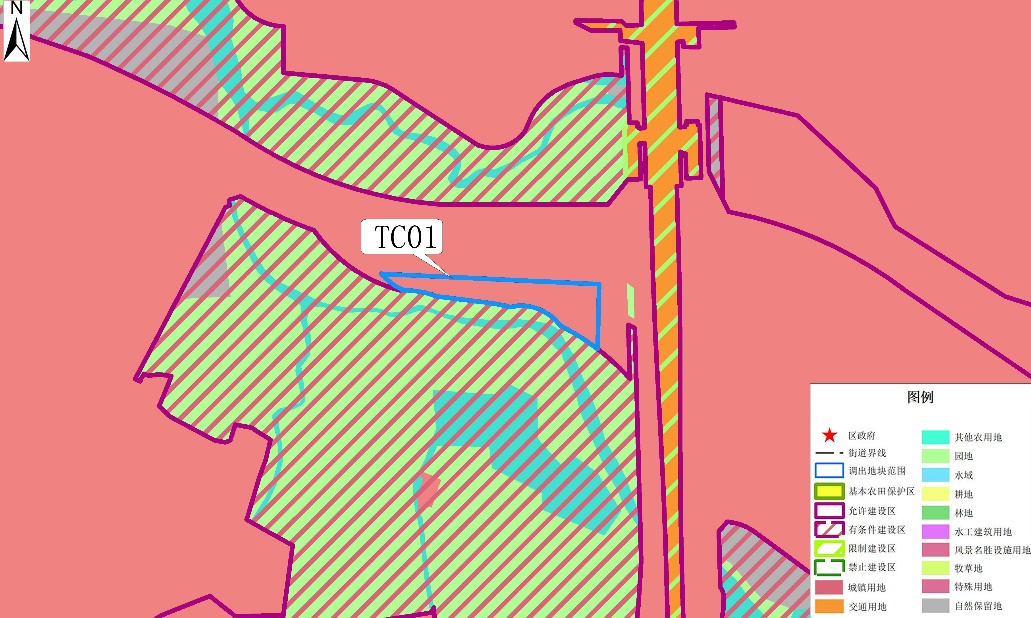 N
TC01
图例
区政府
街道界线
调出地块范围
基本农田保护区
允许建设区
有条件建设区
限制建设区
禁止建设区
城镇用地
交通用地
其他农用地
园地
水域
耕地
林地
水工建筑用地
风景名胜设施用地
牧草地
特殊用地
自然保留地